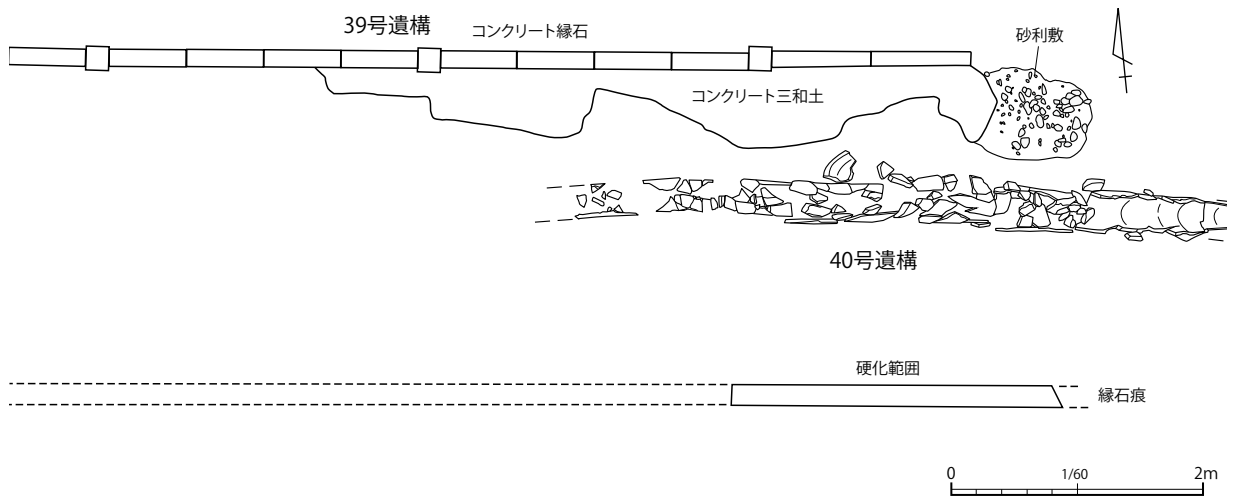 39号遺構
コンクリート縁石
砂利敷
コンクリート三和土
40号遺構
硬化範囲
縁石痕
0 1/60 2m